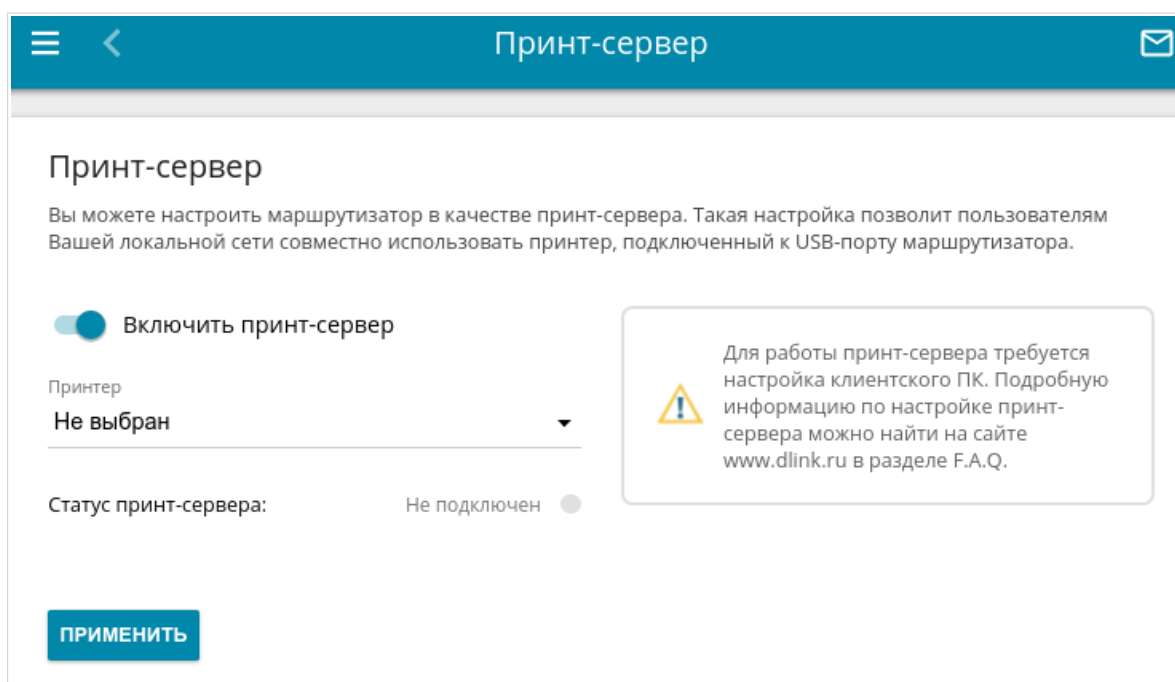 Принт-сервер
Принт-сервер
Вы можете настроить маршрутизатор в качестве принт-сервера. Такая настройка позволит пользователям
Вашей локальной сети совместно использовать принтер, подключенный к USB-порту маршрутизатора.
Включить принт-сервер
Принтер
Не выбран
Статус принт-сервера: Не подключен
Для работы принт-сервера требуется
настройка клиентского ПК. Подробную
информацию по настройке принт-
сервера можно найти на сайте
www.dlink.ru в разделе F.A.Q.
ПРИМЕНИТЬ